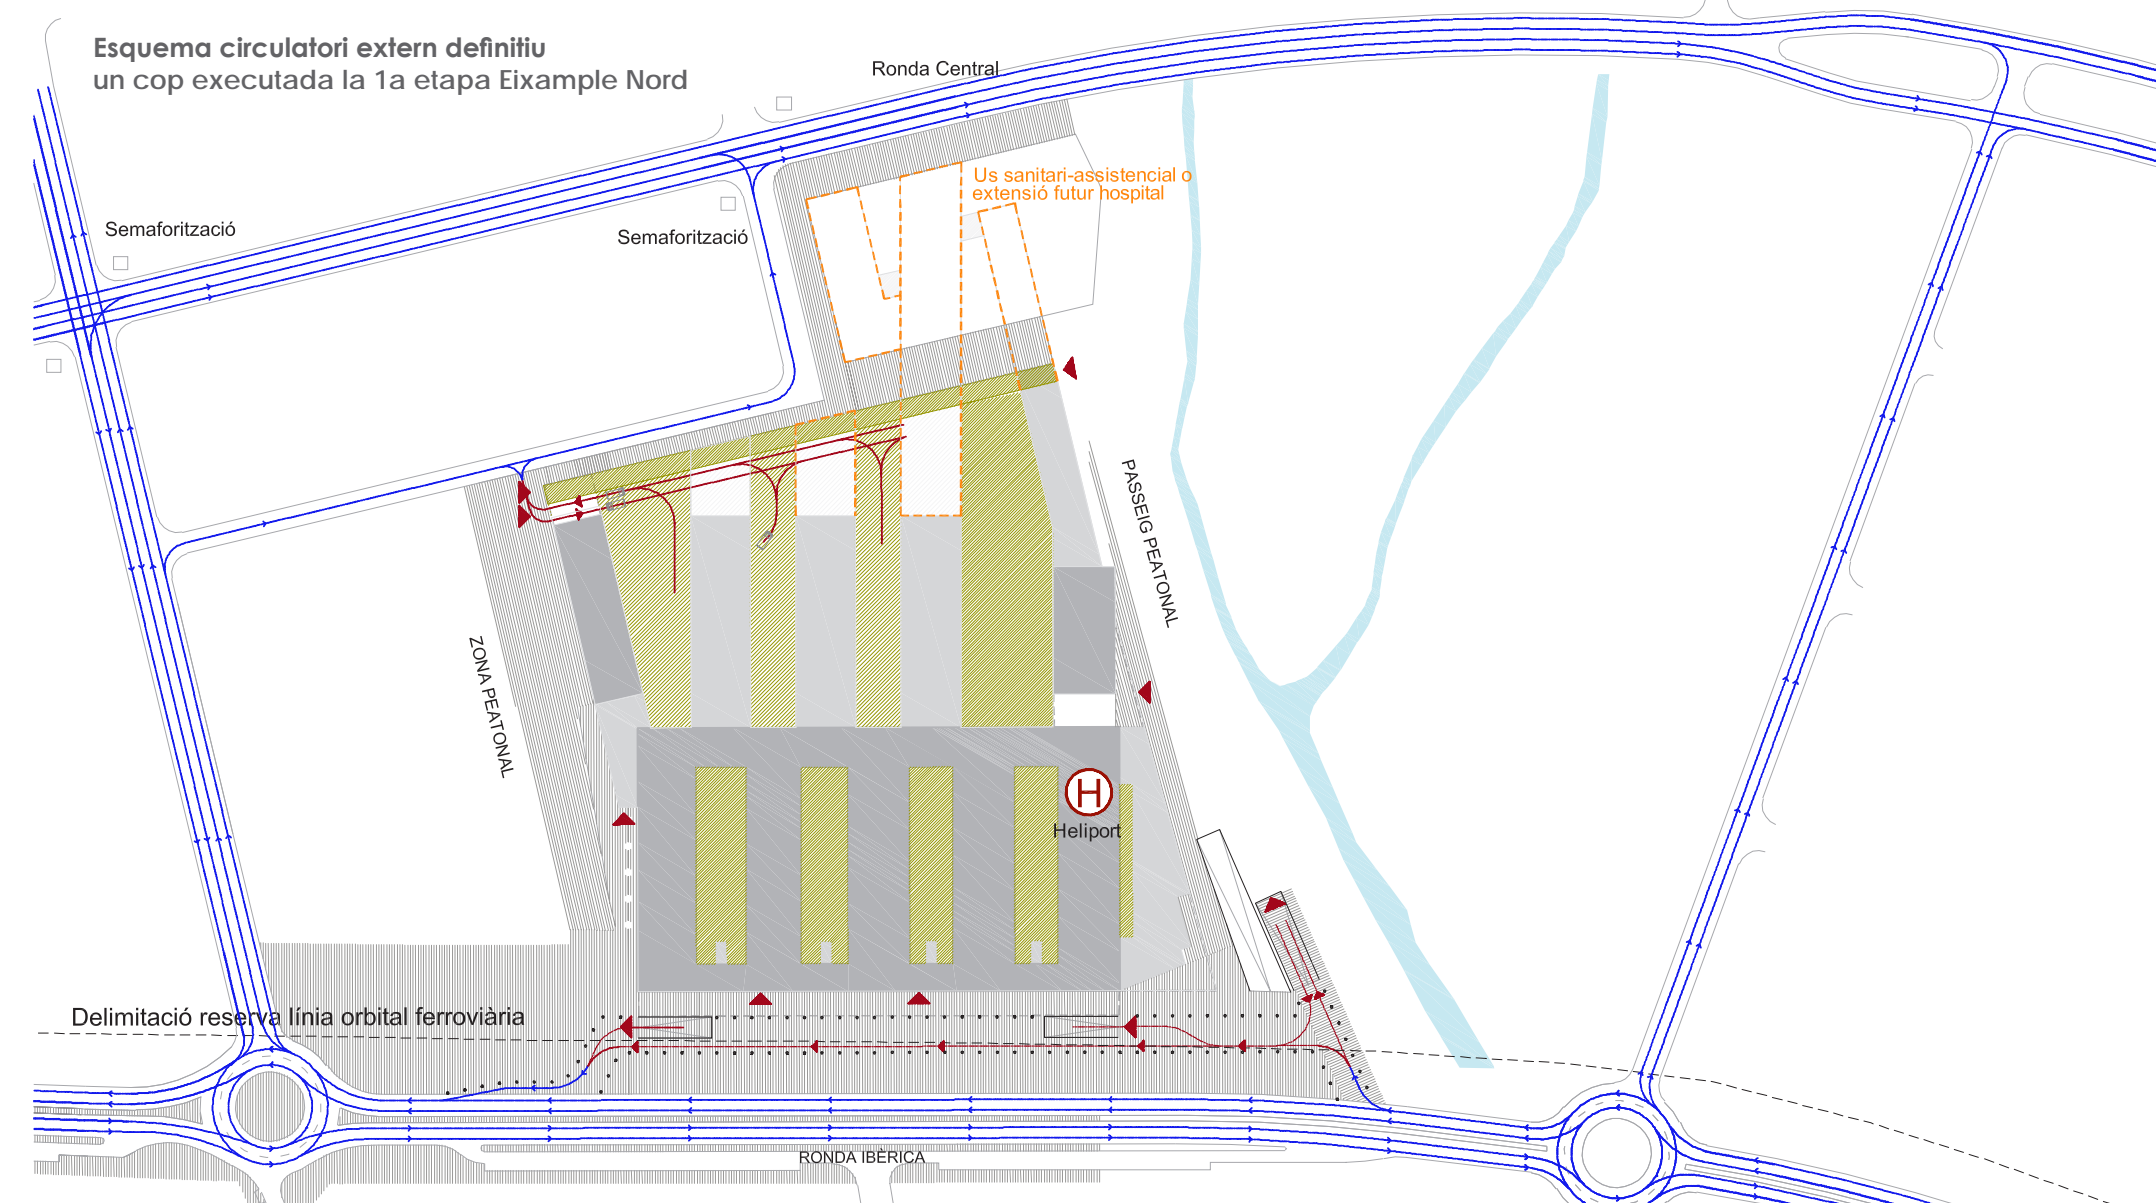 Esquema circulatori extern definitiu
un cop executada la 1a etapa Eixample Nord
Ronda Central
Us sanitari-assistencial o
extensió futur hospital
Semaforització
Semaforització
PASSEIG PEATONAL
ZONA PEATONAL
H
Heliport
Delimitació reserva línia orbital ferroviària
RONDA IBÈRICA